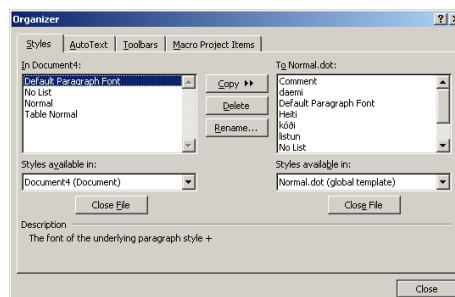 Organizer
Styles AutoText Toolbars Macro Project Items
In Document4:
Default Paragraph Font
No List
Normal
Table Normal
Copy
Delete
Rename...
To Normal.dot:
Comment
daemi
Default Paragraph Font
Heiti
kóði
listun
No List
Styles available in:
Document4 (Document)
Close File
Styles available in:
Normal.dot (global template)
Close File
Description
The font of the underlying paragraph style +
Close